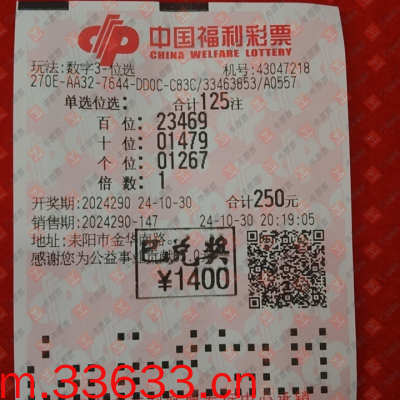 中国福利彩票
CHINA WELFARE LOTTERY
玩法:数字3-位选 机号:43047218
270E-AA32-7644-DD0C-C83C/33463853/A0557
单选位选: 合计125注
百 位: 23469
十 位: 01479
个 位: 01267
倍 数: 1
开奖期:2024290 24-10-30 合计250元
销售期:2024290-147 24-10-30 20:19:05
地址: 耒阳市金华南路
感谢您为公益事业贡献
已兑奖
¥1400
m.33633.cn